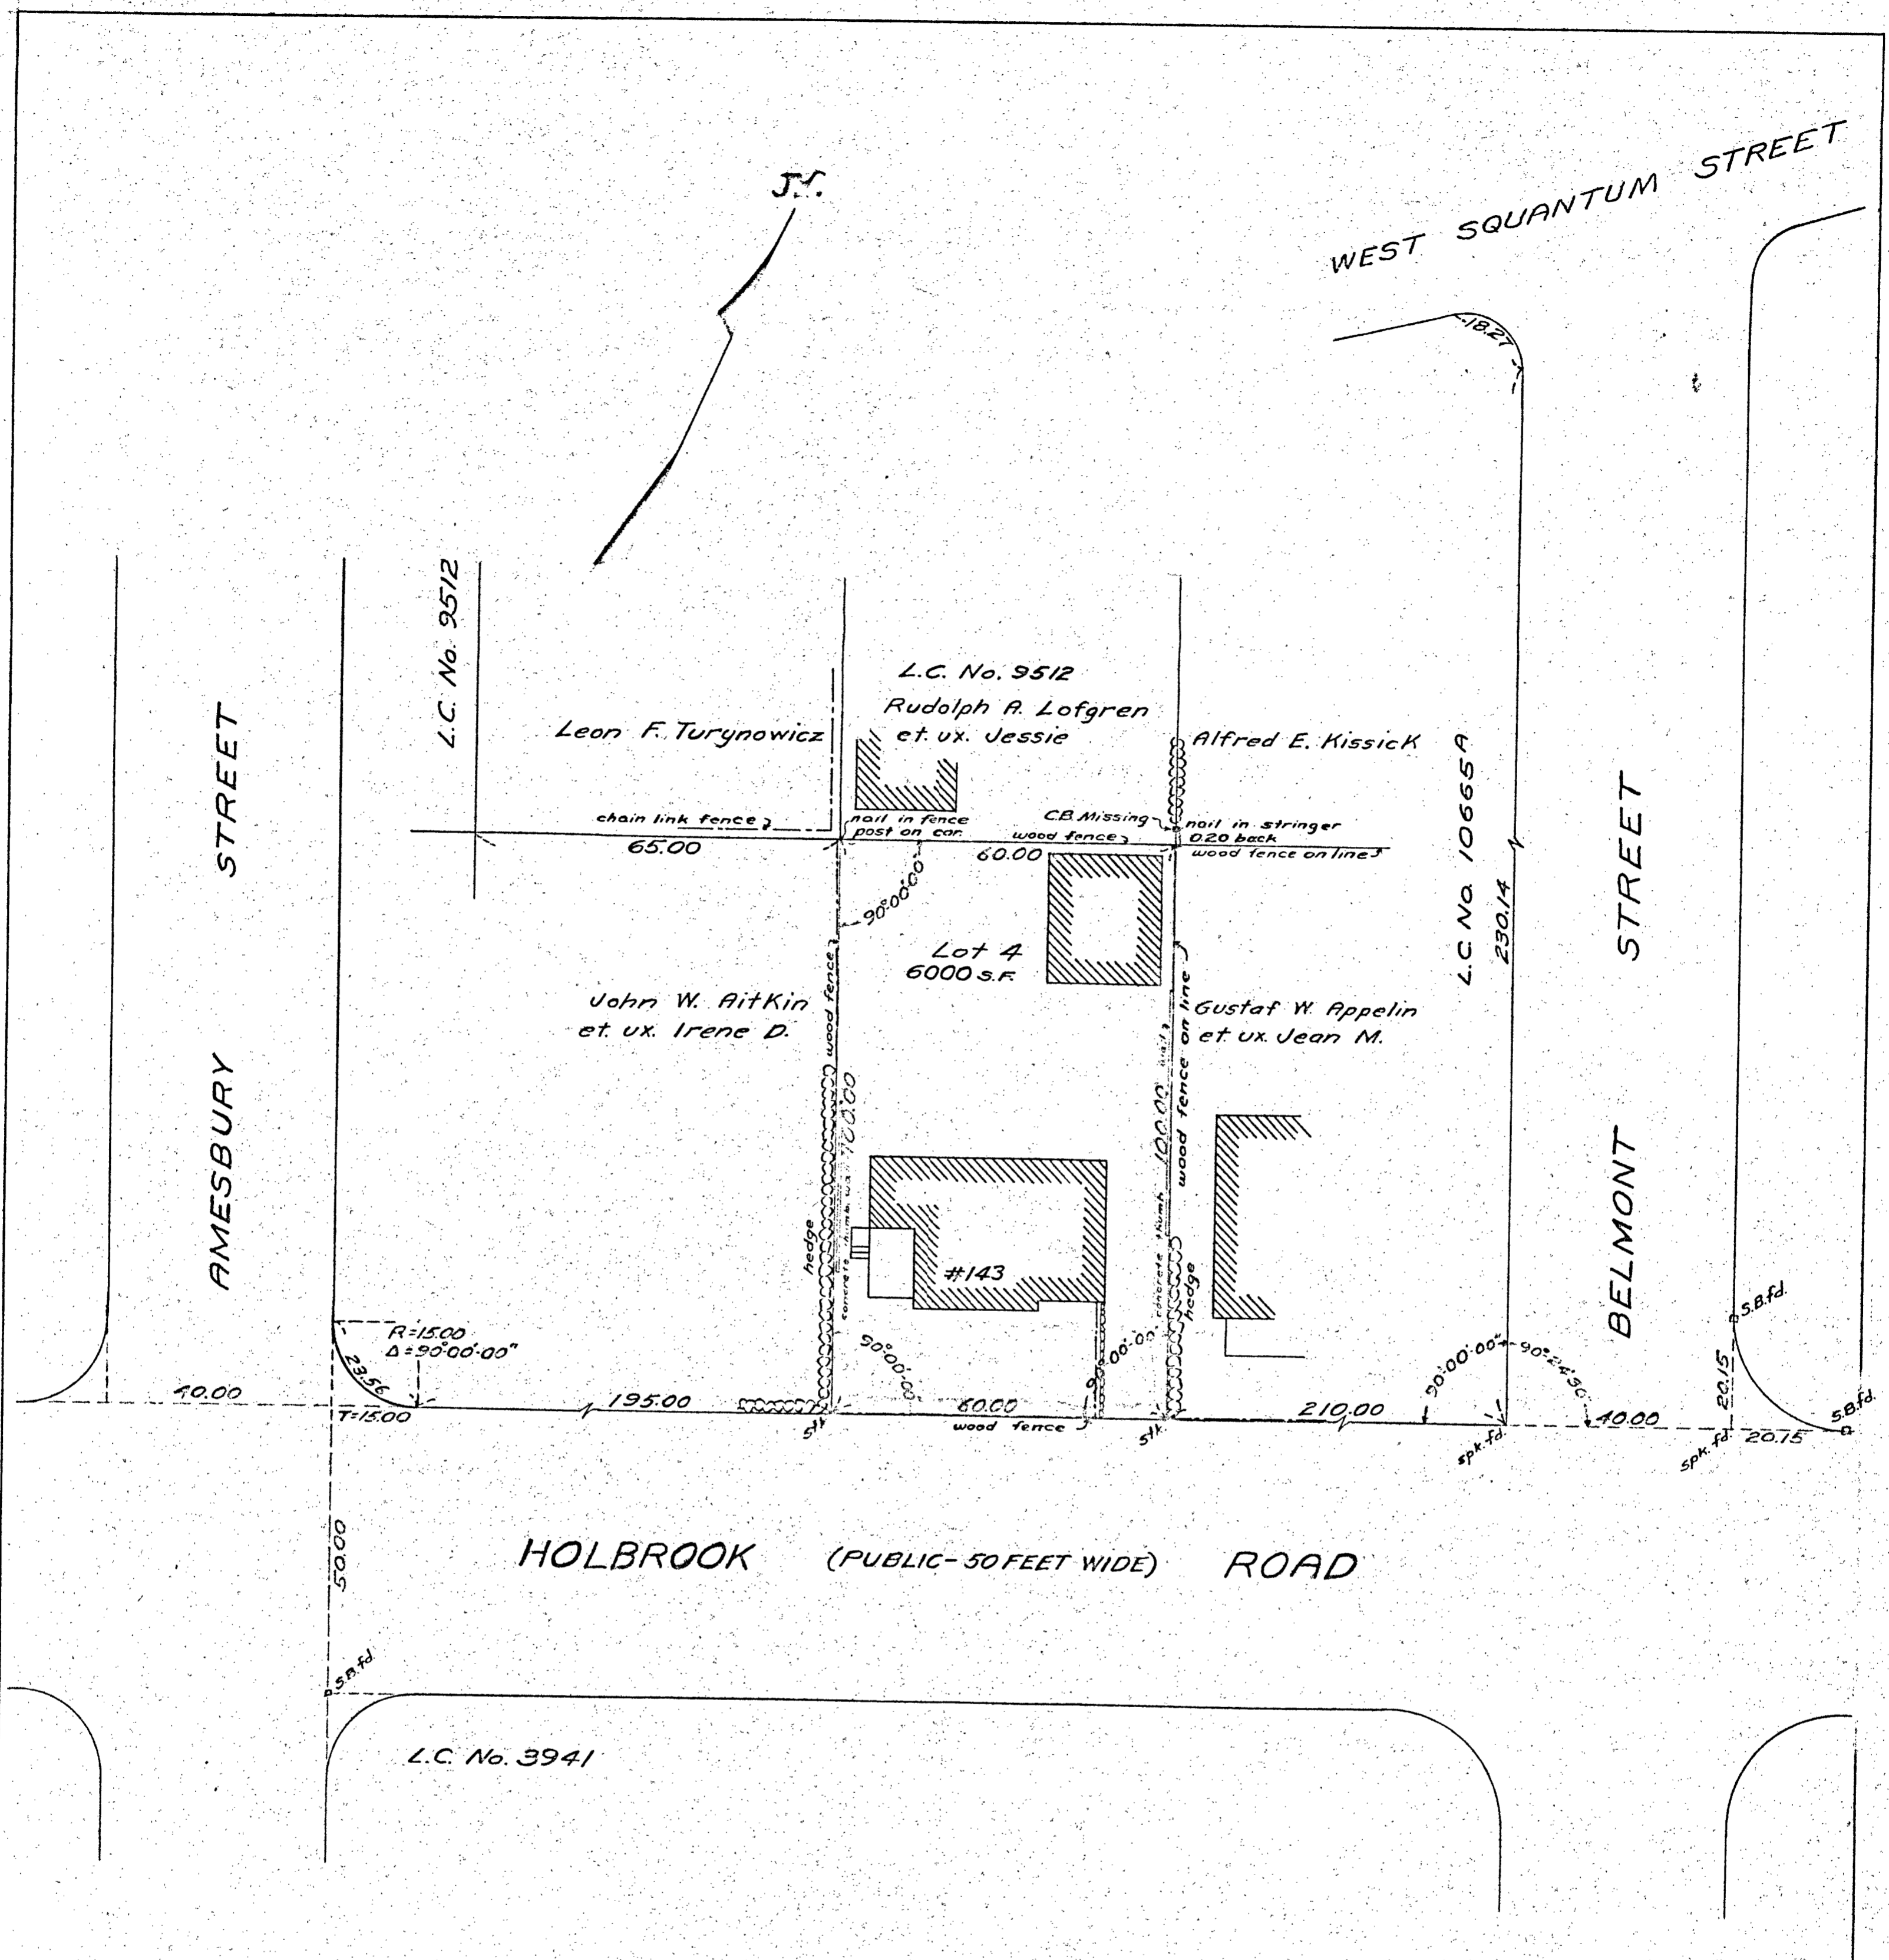 WEST SQUANTUM STREET
18.27
L.C. No. 9512
L.C. No. 9512
Rudolph A. Lofgren
et. ux. Jessie
Leon F. Turynowicz
Alfred E. Kissick
chain link fence
65.00
nail in fence
post on cor.
C.B. Missing
wood fence
60.00
nail in stringer
0.20 back
wood fence on line
90°00'00"
Lot 4
6000 S.F.
John W. Aitkin
et. ux. Irene D.
Gustaf W. Appelin
et. ux. Jean M.
wood fence
100.00
hedge
100.00
wood fence on line
hedge
#143
L.C. No. 10665A
230.14
AMESBURY STREET
BELMONT STREET
R=15.00
Δ=90°-00'-00"
23.56
T=15.00
40.00
195.00
90°-00'-00"
60.00
wood fence
90°-00'-00"
stk
stk
210.00
90°-00'-00"
90°-24'-30"
spk. fd.
40.00
spk. fd.
20.15
20.15
S.B. fd.
S.B. fd.
50.00
HOLBROOK (PUBLIC-50 FEET WIDE) ROAD
S.B. fd.
L.C. No. 3941